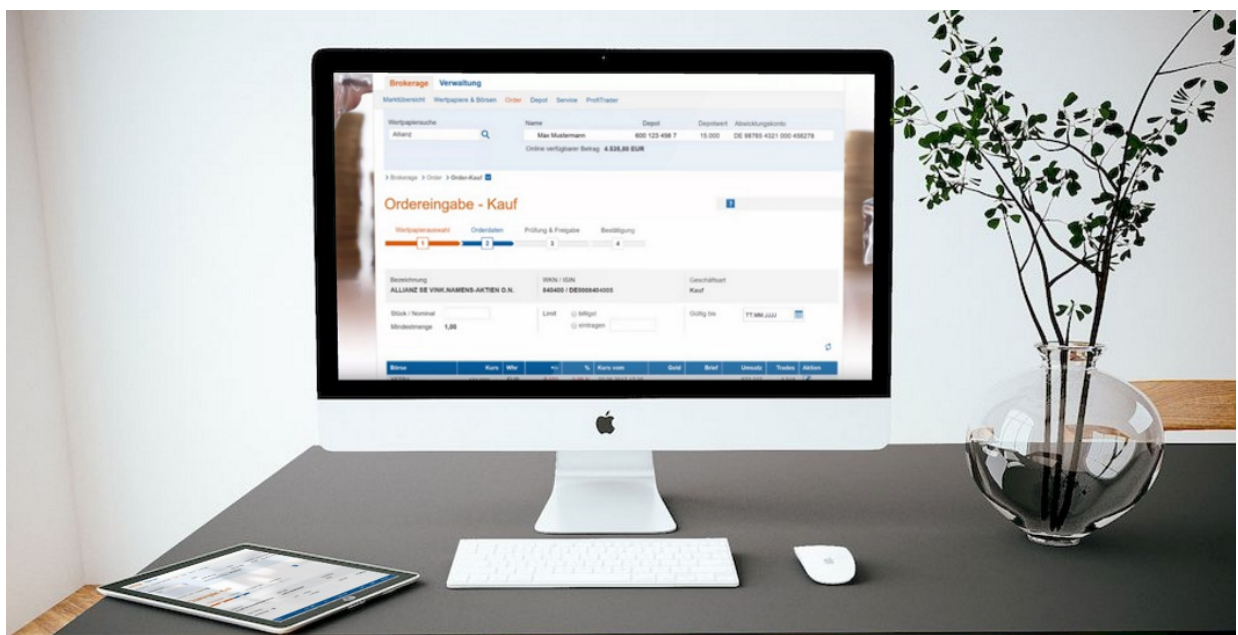 Brokerage Verwaltung
Marktübersicht Wertpapiere & Börsen Order Depot Service ProfiTrader
Wertpapiersuche Name Depot Depotwert Abwicklungskonto
Allianz Max Mustermann 600 123 456 7 15.000 DE 98765 4321 000 456278
Online verfügbarer Betrag 4.535,00 EUR
> Brokerage > Order > Order-Kauf
Ordereingabe - Kauf
?
Wertpapierauswahl Orderdaten Prüfung & Freigabe Bestätigung
1 2 3 4
Bezeichnung WKN / ISIN Geschäftsart
ALLIANZ SE VINK.NAMENS-AKTIEN O.N. 840400 / DE0008404005 Kauf
Stück / Nominal Limit billigst Gültig bis TT.MM.JJJJ
Mindestmenge 1,00 eintragen
Börse Kurs Whr +/- % Kurs vom Geld Brief Umsatz Trades Aktion